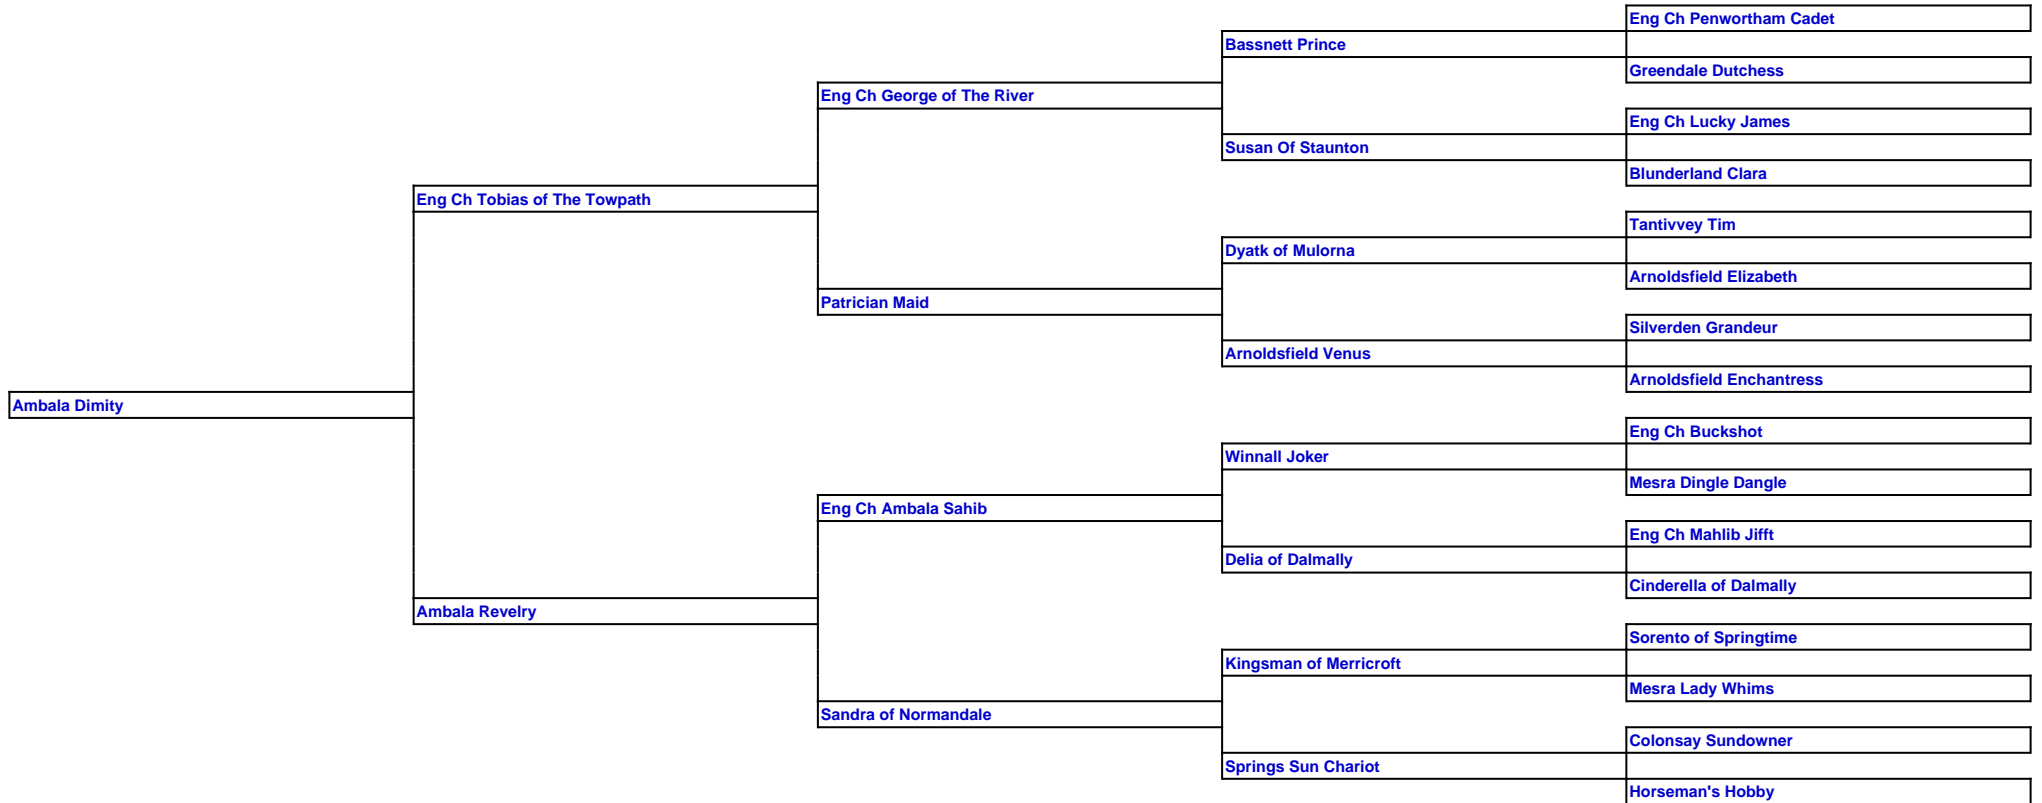 Eng Ch Penwortham Cadet
Bassnett Prince
Greendale Dutchess
Eng Ch George of The River
Eng Ch Lucky James
Susan Of Staunton
Blunderland Clara
Eng Ch Tobias of The Towpath
Tantivvey Tim
Dyatk of Mulorna
Arnoldsfield Elizabeth
Patrician Maid
Silverden Grandeur
Arnoldsfield Venus
Arnoldsfield Enchantress
Ambala Dimity
Eng Ch Buckshot
Winnall Joker
Mesra Dingle Dangle
Eng Ch Ambala Sahib
Eng Ch Mahlib Jifft
Delia of Dalmally
Cinderella of Dalmally
Ambala Revelry
Sorento of Springtime
Kingsman of Merricroft
Mesra Lady Whims
Sandra of Normandale
Colonsay Sundowner
Springs Sun Chariot
Horseman's Hobby